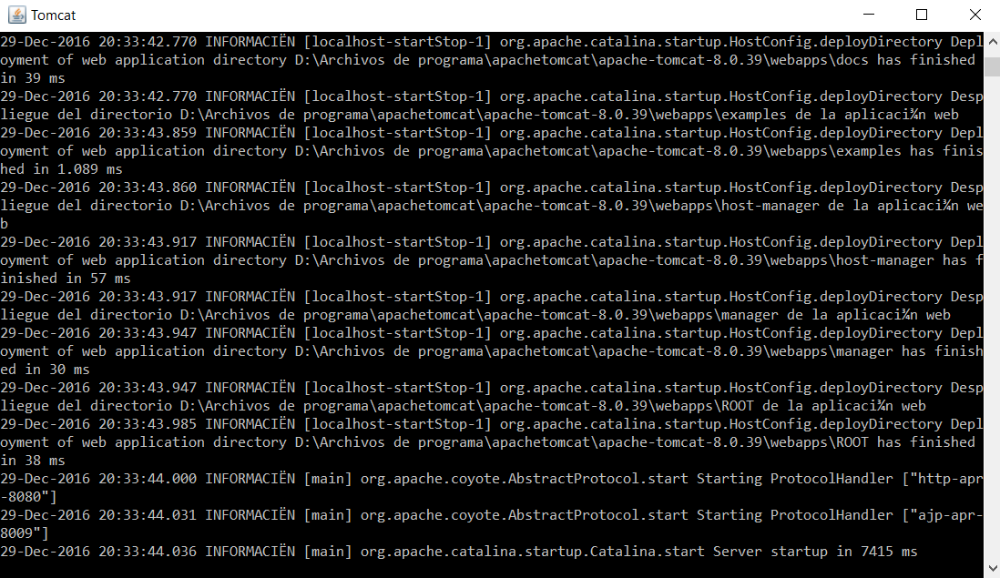 Tomcat
29-Dec-2016 20:33:42.770 INFORMACIËN [localhost-startStop-1] org.apache.catalina.startup.HostConfig.deployDirectory Depl
oyment of web application directory D:\Archivos de programa\apachetomcat\apache-tomcat-8.0.39\webapps\docs has finished
in 39 ms
29-Dec-2016 20:33:42.770 INFORMACIËN [localhost-startStop-1] org.apache.catalina.startup.HostConfig.deployDirectory Desp
liegue del directorio D:\Archivos de programa\apachetomcat\apache-tomcat-8.0.39\webapps\examples de la aplicaci¾n web
29-Dec-2016 20:33:43.859 INFORMACIËN [localhost-startStop-1] org.apache.catalina.startup.HostConfig.deployDirectory Depl
oyment of web application directory D:\Archivos de programa\apachetomcat\apache-tomcat-8.0.39\webapps\examples has finis
hed in 1.089 ms
29-Dec-2016 20:33:43.860 INFORMACIËN [localhost-startStop-1] org.apache.catalina.startup.HostConfig.deployDirectory Desp
liegue del directorio D:\Archivos de programa\apachetomcat\apache-tomcat-8.0.39\webapps\host-manager de la aplicaci¾n we
b
29-Dec-2016 20:33:43.917 INFORMACIËN [localhost-startStop-1] org.apache.catalina.startup.HostConfig.deployDirectory Depl
oyment of web application directory D:\Archivos de programa\apachetomcat\apache-tomcat-8.0.39\webapps\host-manager has f
inished in 57 ms
29-Dec-2016 20:33:43.917 INFORMACIËN [localhost-startStop-1] org.apache.catalina.startup.HostConfig.deployDirectory Desp
liegue del directorio D:\Archivos de programa\apachetomcat\apache-tomcat-8.0.39\webapps\manager de la aplicaci¾n web
29-Dec-2016 20:33:43.947 INFORMACIËN [localhost-startStop-1] org.apache.catalina.startup.HostConfig.deployDirectory Depl
oyment of web application directory D:\Archivos de programa\apachetomcat\apache-tomcat-8.0.39\webapps\manager has finish
ed in 30 ms
29-Dec-2016 20:33:43.947 INFORMACIËN [localhost-startStop-1] org.apache.catalina.startup.HostConfig.deployDirectory Desp
liegue del directorio D:\Archivos de programa\apachetomcat\apache-tomcat-8.0.39\webapps\ROOT de la aplicaci¾n web
29-Dec-2016 20:33:43.985 INFORMACIËN [localhost-startStop-1] org.apache.catalina.startup.HostConfig.deployDirectory Depl
oyment of web application directory D:\Archivos de programa\apachetomcat\apache-tomcat-8.0.39\webapps\ROOT has finished
in 38 ms
29-Dec-2016 20:33:44.000 INFORMACIËN [main] org.apache.coyote.AbstractProtocol.start Starting ProtocolHandler ["http-apr
-8080"]
29-Dec-2016 20:33:44.031 INFORMACIËN [main] org.apache.coyote.AbstractProtocol.start Starting ProtocolHandler ["ajp-apr-
8009"]
29-Dec-2016 20:33:44.036 INFORMACIËN [main] org.apache.catalina.startup.Catalina.start Server startup in 7415 ms